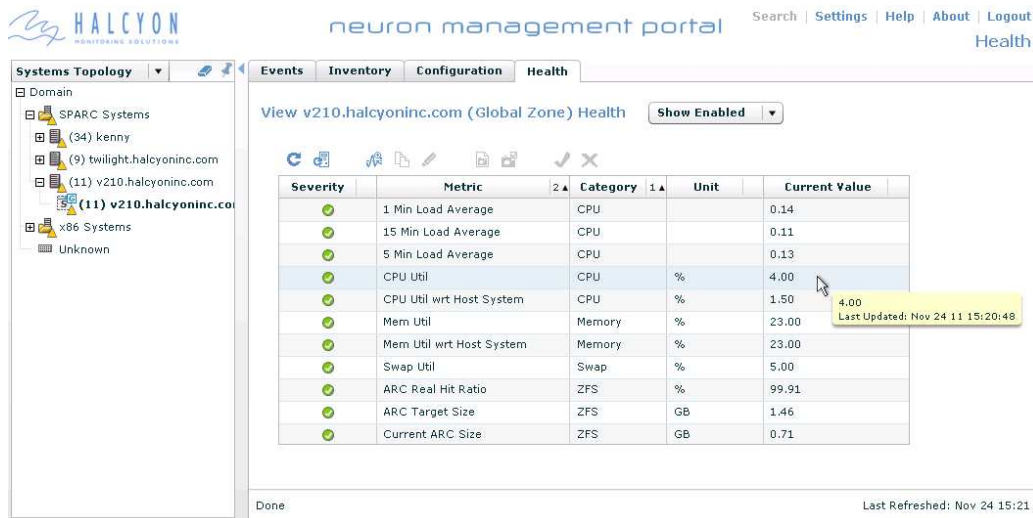 HALCYON
MONITORING SOLUTIONS
neuron management portal
Search | Settings | Help | About | Logout
Health
Systems Topology
Domain
SPARC Systems
(34) kenny
(9) twilight.halcyoninc.com
(11) v210.halcyoninc.com
(11) v210.halcyoninc.co
x86 Systems
Unknown
Events Inventory Configuration Health
View v210.halcyoninc.com (Global Zone) Health Show Enabled
Severity Metric 2 Category 1 Unit Current Value
1 Min Load Average CPU 0.14
15 Min Load Average CPU 0.11
5 Min Load Average CPU 0.13
CPU Util CPU % 4.00
CPU Util wrt Host System CPU % 1.50
4.00
Last Updated: Nov 24 11 15:20:48
Mem Util Memory % 23.00
Mem Util wrt Host System Memory % 23.00
Swap Util Swap % 5.00
ARC Real Hit Ratio ZFS % 99.91
ARC Target Size ZFS GB 1.46
Current ARC Size ZFS GB 0.71
Done Last Refreshed: Nov 24 15:21